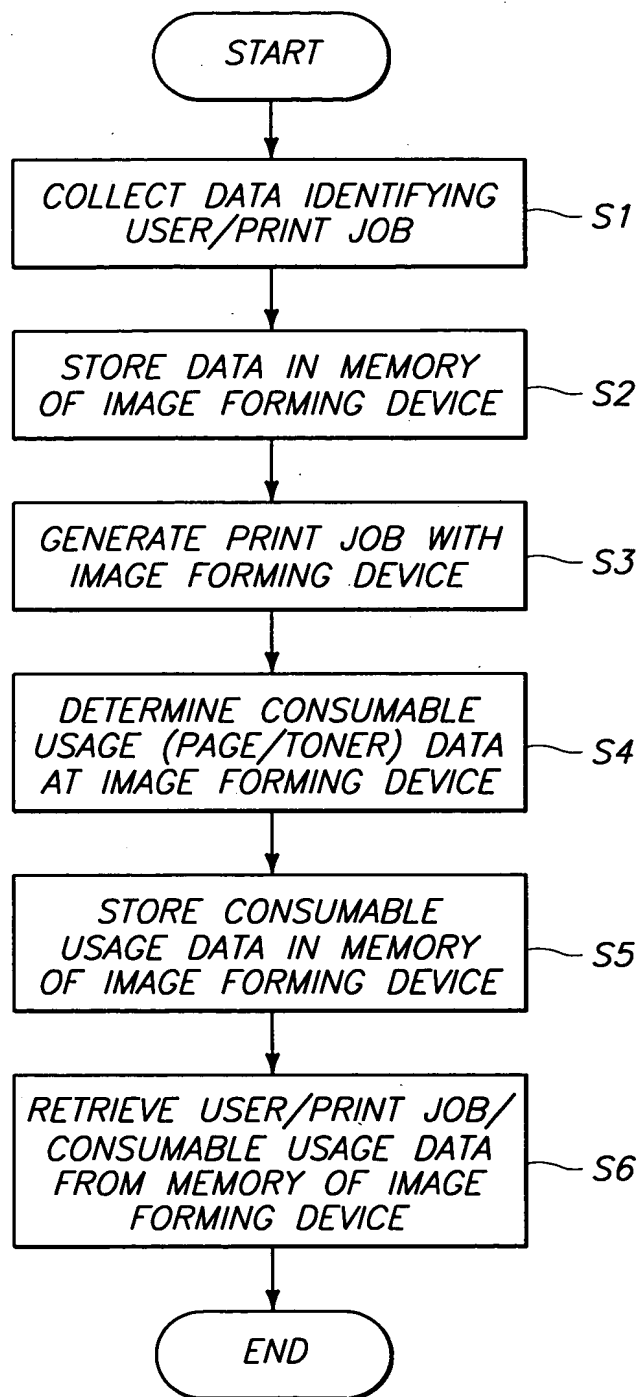 START
COLLECT DATA IDENTIFYING
USER/PRINT JOB
S1
STORE DATA IN MEMORY
OF IMAGE FORMING DEVICE
S2
GENERATE PRINT JOB WITH
IMAGE FORMING DEVICE
S3
DETERMINE CONSUMABLE
USAGE (PAGE/TONER) DATA
AT IMAGE FORMING DEVICE
S4
STORE CONSUMABLE
USAGE DATA IN MEMORY
OF IMAGE FORMING DEVICE
S5
RETRIEVE USER/PRINT JOB/
CONSUMABLE USAGE DATA
FROM MEMORY OF IMAGE
FORMING DEVICE
S6
END